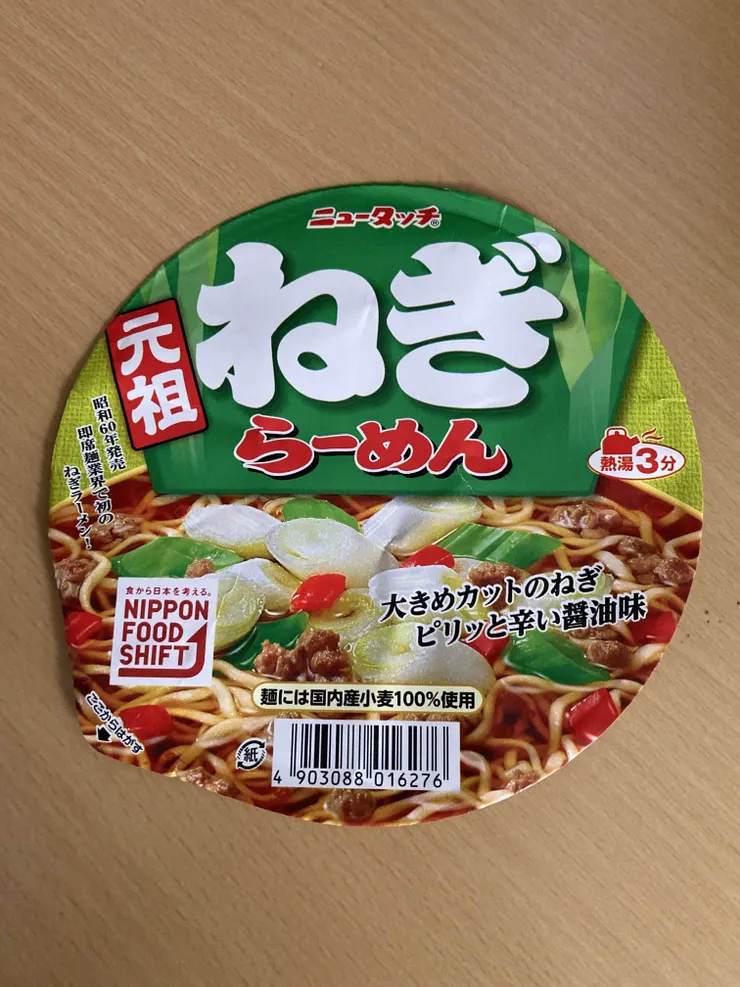 ニュータッチ®
元祖
ねぎ
らーめん
昭和60年発売
即席麺業界で初の
ねぎラーメン!
熱湯3分
大きめカットのねぎ
ピリッと辛い醤油味
食から日本を考える。
NIPPON
FOOD
SHIFT
麺には国内産小麦100%使用
ここからはがす
紙
4 903088 016276